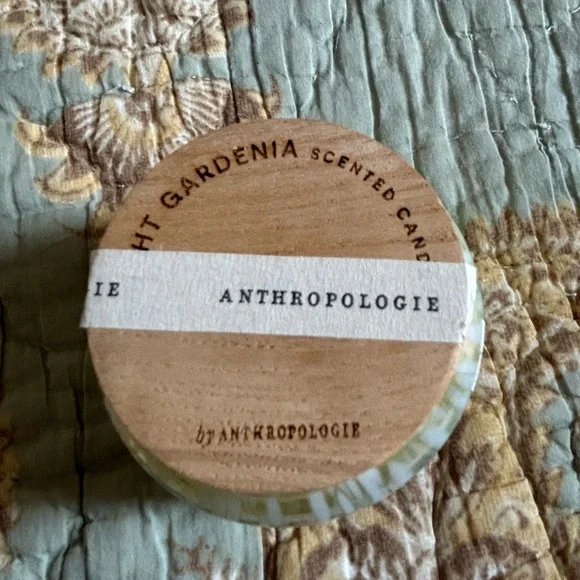 HT GARDENIA SCENTED CAND
IE ANTHROPOLOGIE
by ANTHROPOLOGIE